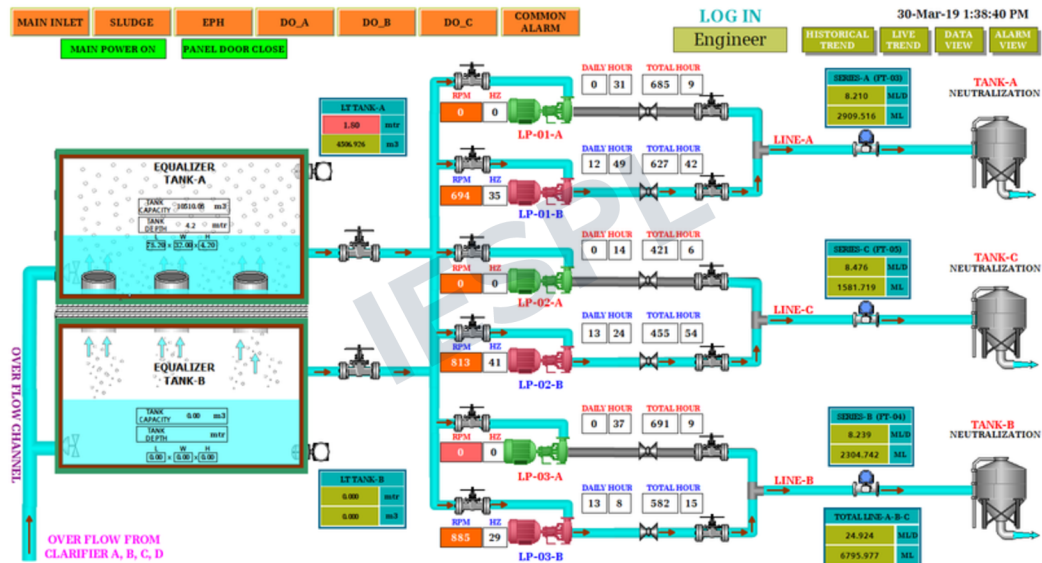 MAIN INLET
SLUDGE
EPH
DO_A
DO_B
DO_C
COMMON
ALARM
MAIN POWER ON
PANEL DOOR CLOSE
LOG IN
Engineer
30-Mar-19 1:38:40 PM
HISTORICAL
TREND
LIVE
TREND
DATA
VIEW
ALARM
VIEW
LT TANK-A
1.80 mtr
4506.926 m3
EQUALIZER
TANK-A
TANK
CAPACITY 10510.08 m3
TANK
DEPTH 4.2 mtr
L W H
78.20 x 32.00 x 4.20
EQUALIZER
TANK-B
TANK
CAPACITY 0.00 m3
TANK
DEPTH mtr
L W H
0.00 x 0.00 x 0.00
LT TANK-B
0.000 mtr
0.000 m3
OVER FLOW CHANNEL
OVER FLOW FROM
CLARIFIER A, B, C, D
DAILY HOUR TOTAL HOUR
0 31 685 9
RPM HZ
0 0
LP-01-A
DAILY HOUR TOTAL HOUR
12 49 627 42
RPM HZ
694 35
LP-01-B
DAILY HOUR TOTAL HOUR
0 14 421 6
RPM HZ
0 0
LP-02-A
DAILY HOUR TOTAL HOUR
13 24 455 54
RPM HZ
813 41
LP-02-B
DAILY HOUR TOTAL HOUR
0 37 691 9
RPM HZ
0 0
LP-03-A
DAILY HOUR TOTAL HOUR
13 8 582 15
RPM HZ
885 29
LP-03-B
LINE-A
SERIES-A (FT-03)
8.210 ML/D
2909.516 ML
TANK-A
NEUTRALIZATION
LINE-C
SERIES-C (FT-05)
8.476 ML/D
1581.719 ML
TANK-C
NEUTRALIZATION
LINE-B
SERIES-B (FT-04)
8.239 ML/D
2304.742 ML
TANK-B
NEUTRALIZATION
TOTAL LINE-A-B-C
24.924 ML/D
6795.977 ML
IESPL